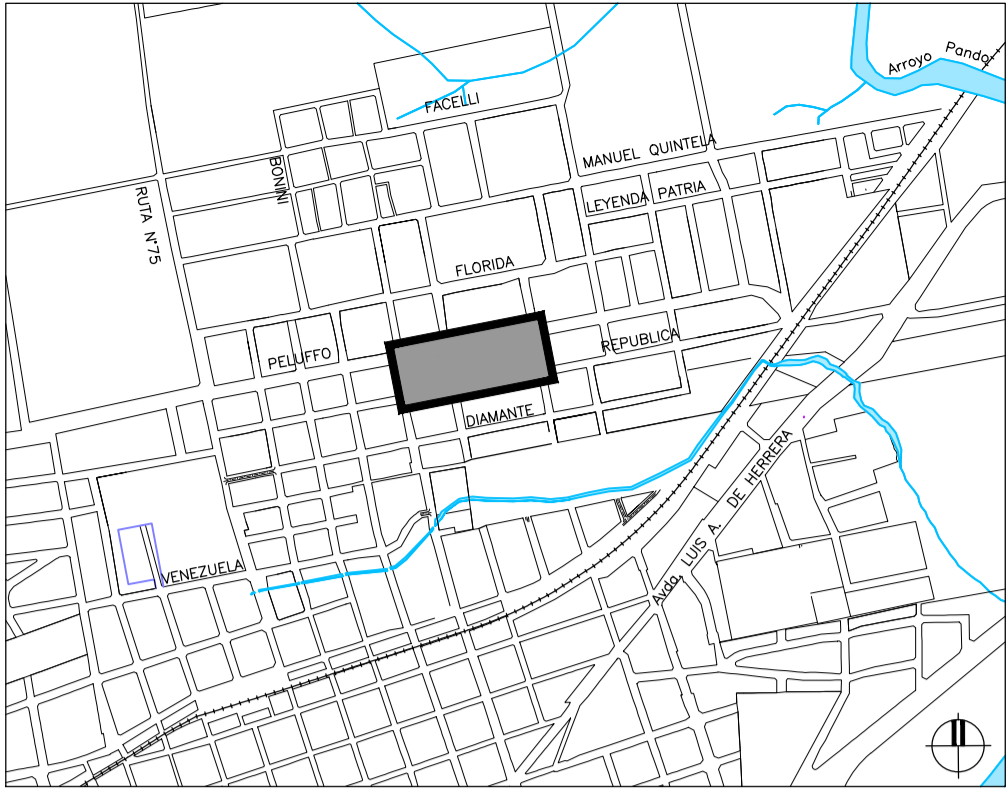 Arroyo Pando
FACELLI
MANUEL QUINTELA
BONINI
LEYENDA PATRIA
RUTA N°75
FLORIDA
REPUBLICA
PELUFFO
DIAMANTE
Avda. LUIS A. DE HERRERA
VENEZUELA